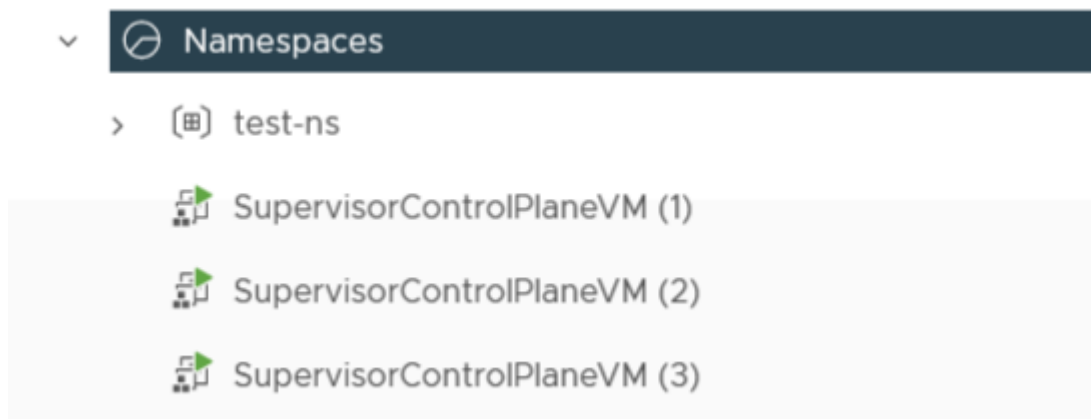 Namespaces
test-ns
SupervisorControlPlaneVM (1)
SupervisorControlPlaneVM (2)
SupervisorControlPlaneVM (3)